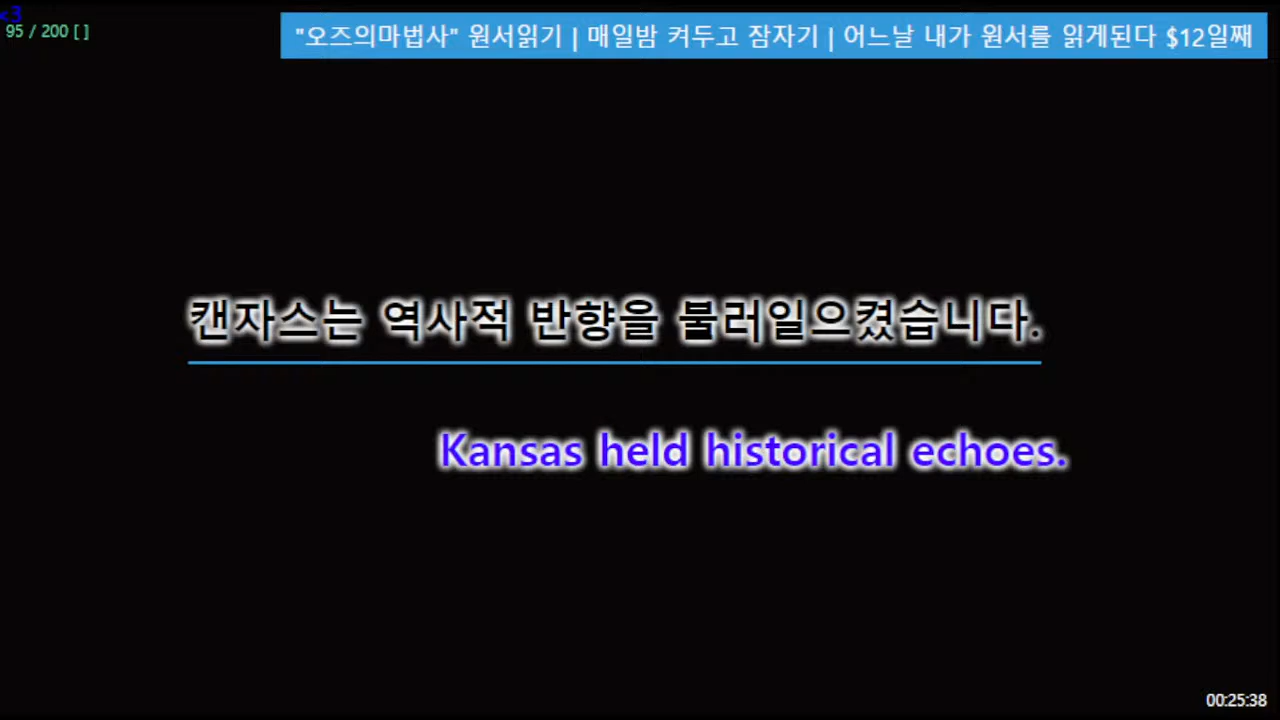 <3
95 / 200 [ ]
"오즈의마법사" 원서읽기 | 매일밤 켜두고 잠자기 | 어느날 내가 원서를 읽게된다 $12일째
캔자스는 역사적 반향을 불러일으켰습니다.
Kansas held historical echoes.
00:25:38